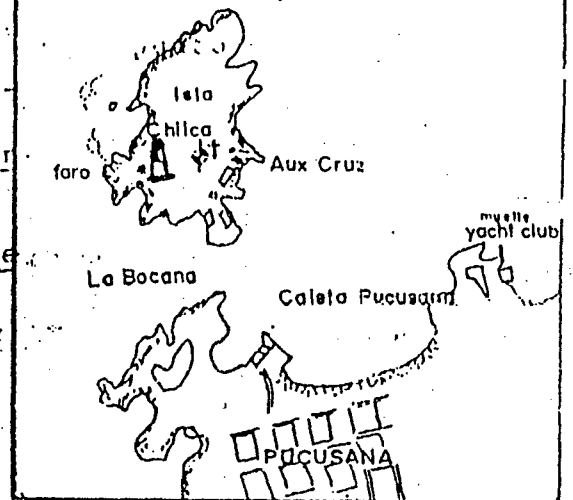 Isla
Chilca
faro
Aux Cruz
muelle
yacht club
La Bocana
Caleta Pucusana
PUCUSANA